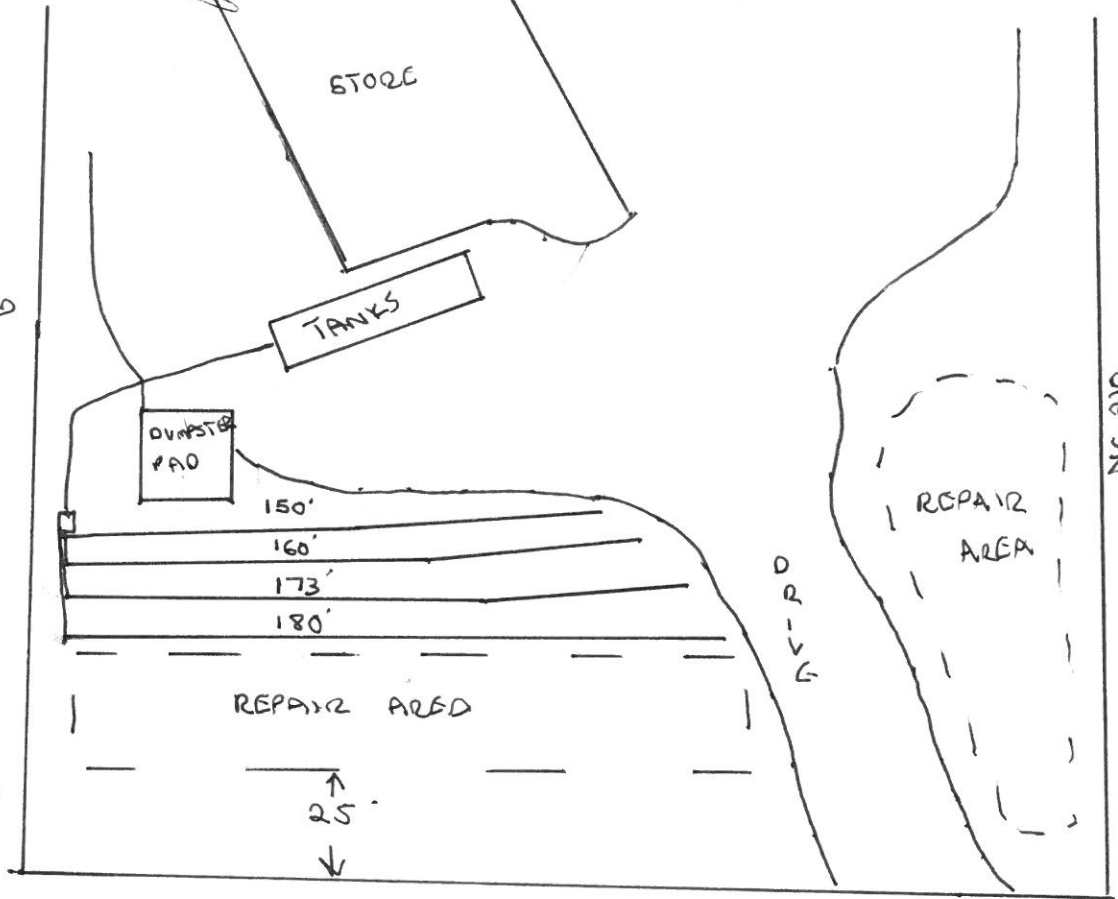 STORE
TANKS
DUMPSTER
PAD
150'
160'
173'
180'
REPAIR
AREA
D
R
I
V
E
REPAIR AREA
25'